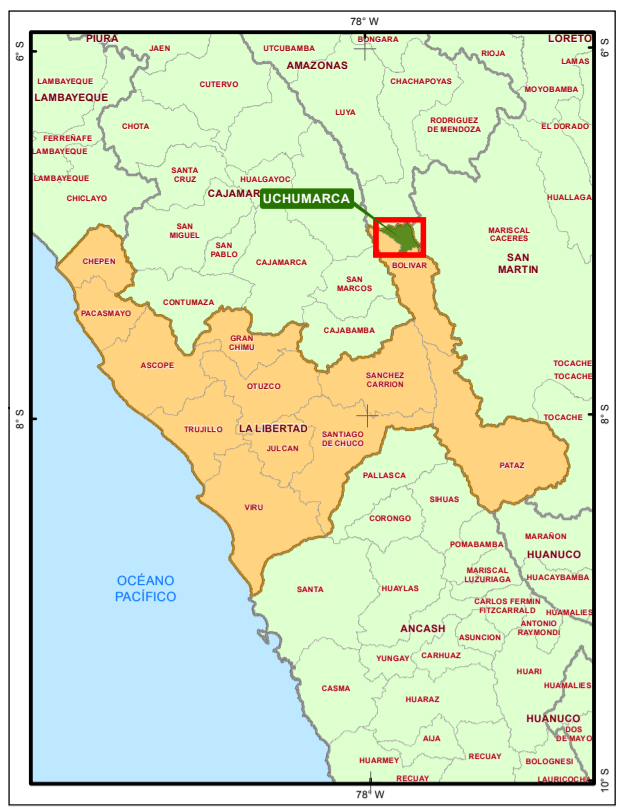 78° W
6° S
6° S
PIURA
JAEN
UTCUBAMBA
BONGARA
LORETO
RIOJA
LAMAS
AMAZONAS
LAMBAYEQUE
CUTERVO
CHACHAPOYAS
MOYOBAMBA
LAMBAYEQUE
LUYA
CHOTA
RODRIGUEZ
DE MENDOZA
EL DORADO
FERREÑAFE
LAMBAYEQUE
LAMBAYEQUE
SANTA
CRUZ
HUALGAYOC
CAJAMAR
UCHUMARCA
CHICLAYO
HUALLAGA
SAN
MIGUEL
MARISCAL
CACERES
SAN
PABLO
SAN
MARTIN
CHEPEN
CAJAMARCA
BOLIVAR
SAN
MARCOS
CONTUMAZA
PACASMAYO
CAJABAMBA
GRAN
CHIMU
ASCOPE
TOCACHE
TOCACHE
SANCHEZ
CARRION
OTUZCO
8° S
8° S
TOCACHE
TRUJILLO
LA LIBERTAD
SANTIAGO
DE CHUCO
JULCAN
PATAZ
PALLASCA
SIHUAS
VIRU
CORONGO
MARAÑON
POMABAMBA
HUANUCO
OCÉANO
PACÍFICO
MARISCAL
LUZURIAGA
HUACAYBAMBA
SANTA
HUAYLAS
CARLOS FERMIN
FITZCARRALD
HUAMALIES
ANTONIO
RAYMONDI
ANCASH
ASUNCION
YUNGAY
CARHUAZ
HUARI
CASMA
HUAMALIES
HUARAZ
HUANUCO
DOS
DE MAYO
AIJA
HUARMEY
RECUAY
BOLOGNESI
RECUAY
LAURICOCHA
78° W
10° S